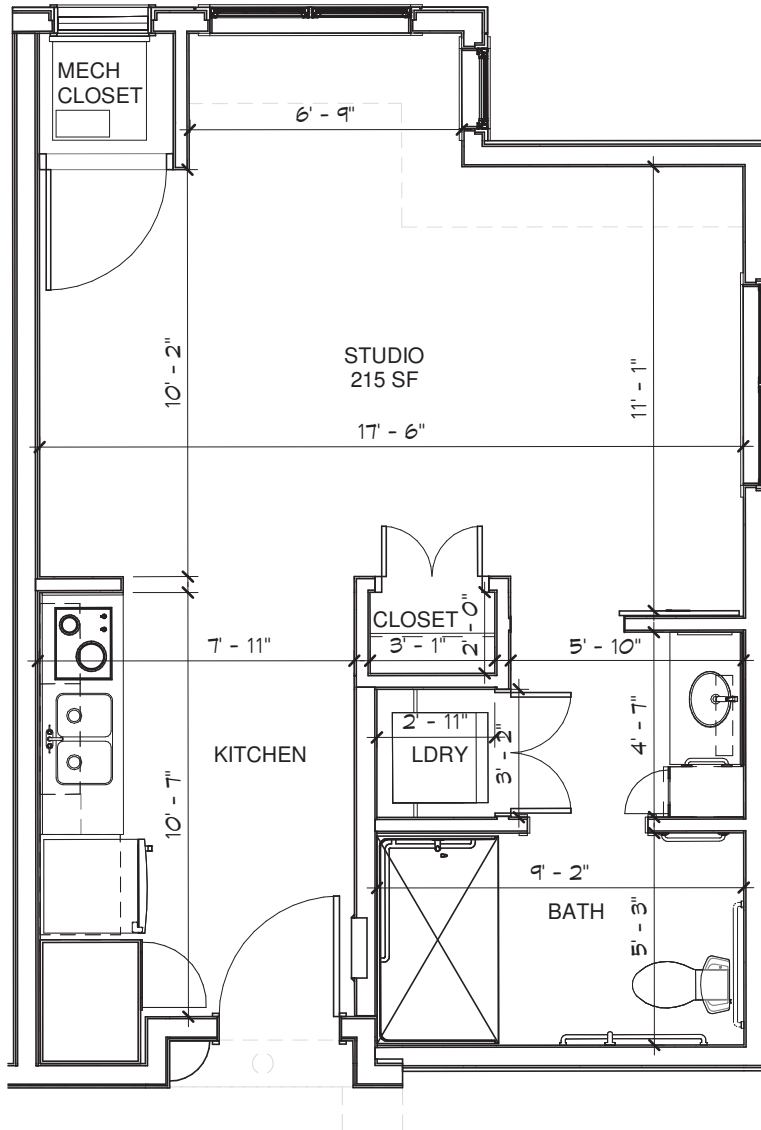 MECH
CLOSET
6' - 9"
STUDIO
215 SF
10' - 2"
11' - 1"
17' - 6"
CLOSET
2' - 0"
7' - 11"
3' - 1"
5' - 10"
2' - 11"
KITCHEN
LDRY
3' - 2"
4' - 7"
10' - 7"
9' - 2"
BATH
5' - 3"